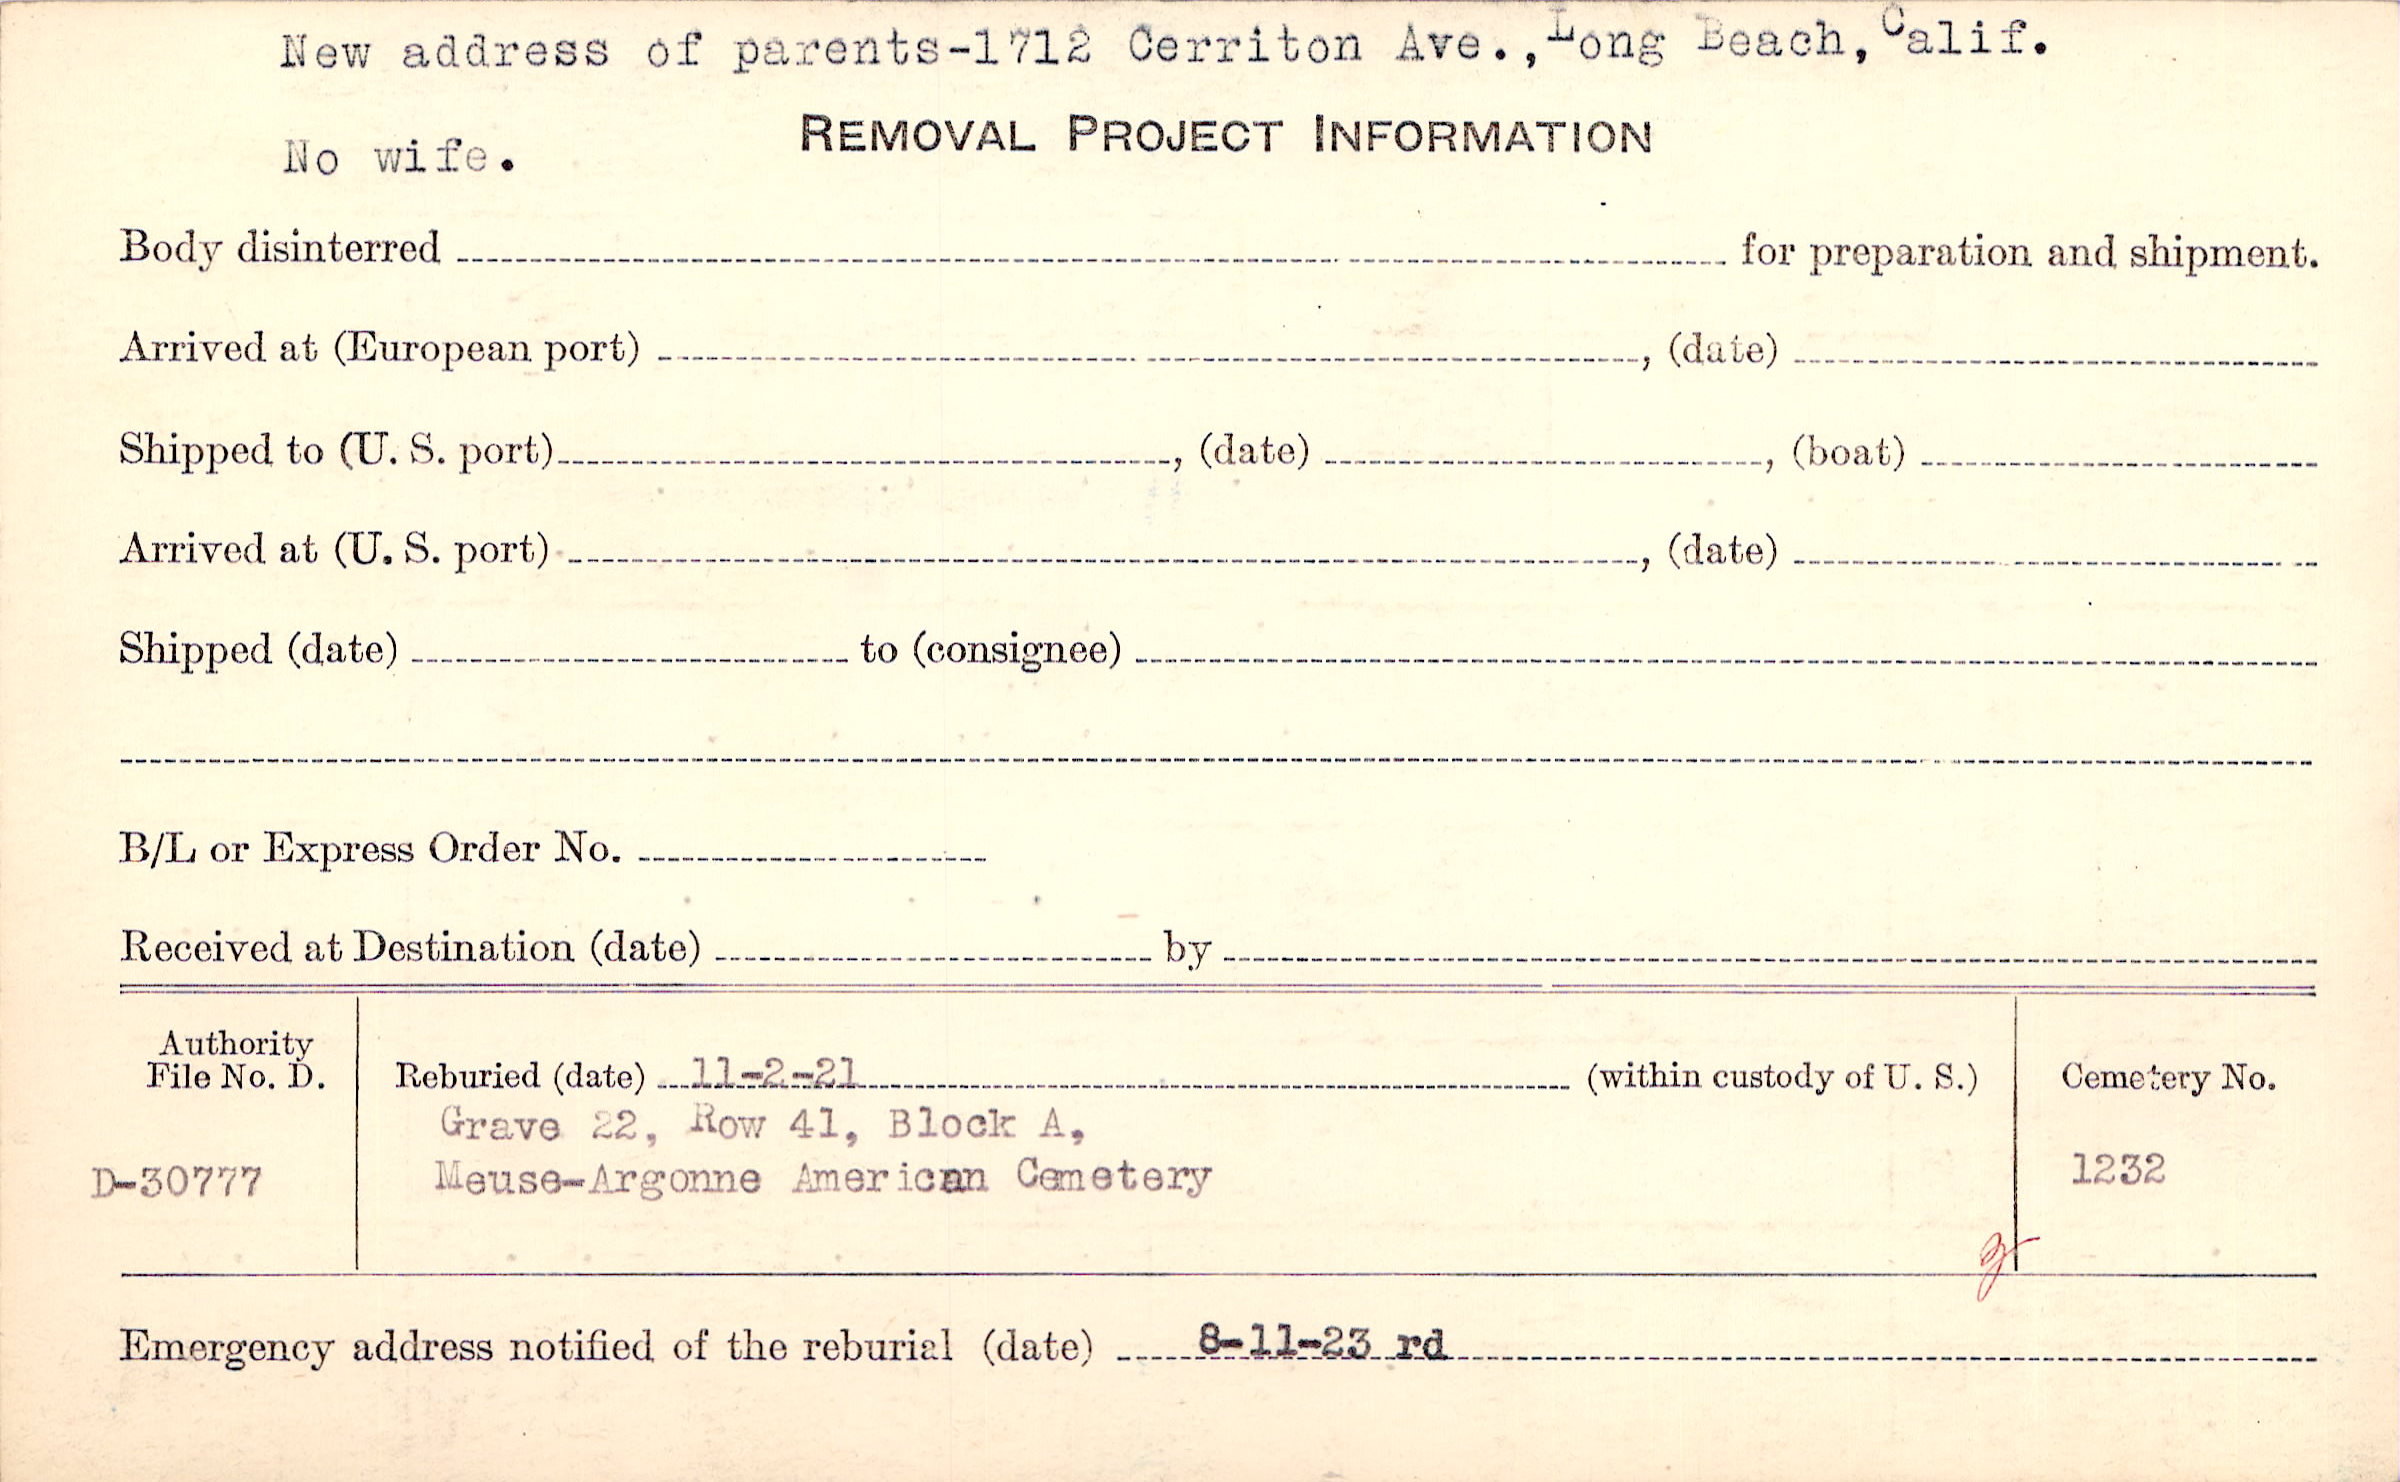 New address of parents-1712 Cerriton Ave., Long Beach, Calif.
REMOVAL PROJECT INFORMATION
No wife.
Body disinterred for preparation and shipment.
Arrived at (European port) , (date)
Shipped to (U. S. port) , (date) , (boat)
Arrived at (U. S. port) , (date)
Shipped (date) to (consignee)
B/L or Express Order No.
Received at Destination (date) by
Authority
File No. D.
D-30777
Reburied (date) 11-2-21 (within custody of U. S.)
Grave 22, Row 41, Block A,
Meuse-Argonne American Cemetery
Cemetery No.
1232
Emergency address notified of the reburial (date) 8-11-23 rd